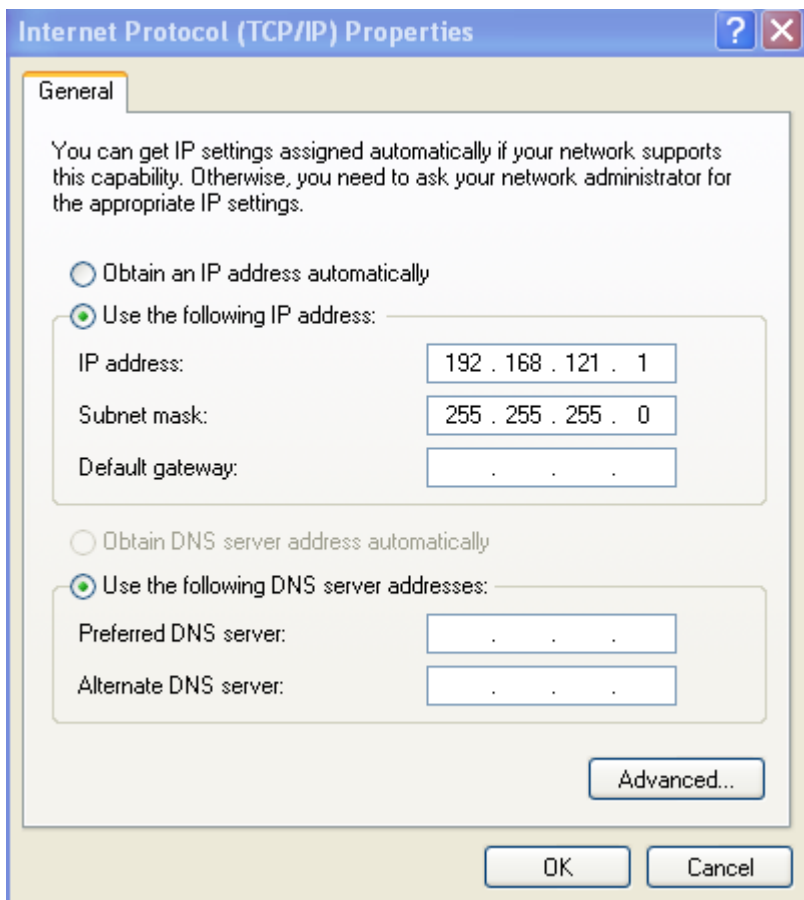 Internet Protocol (TCP/IP) Properties
?
General
You can get IP settings assigned automatically if your network supports
this capability. Otherwise, you need to ask your network administrator for
the appropriate IP settings.
Obtain an IP address automatically
Use the following IP address:
IP address: 192 . 168 . 121 . 1
Subnet mask: 255 . 255 . 255 . 0
Default gateway: . . .
Obtain DNS server address automatically
Use the following DNS server addresses:
Preferred DNS server: . . .
Alternate DNS server: . . .
Advanced...
OK Cancel